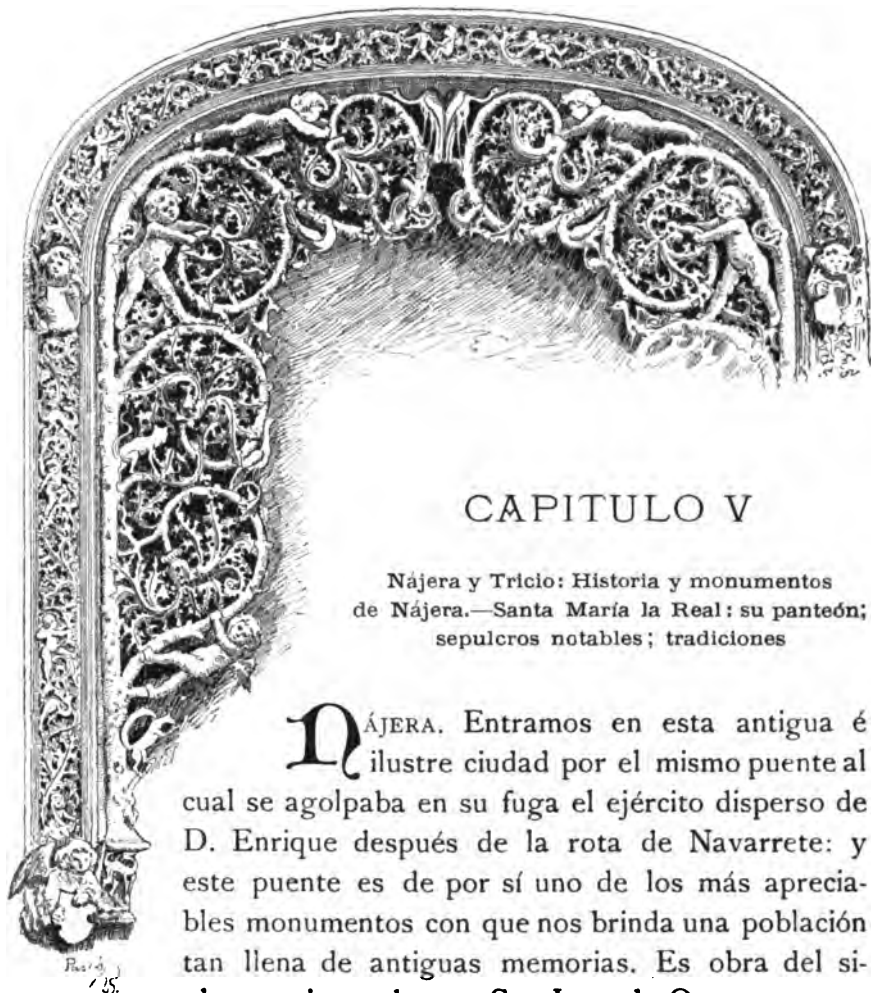 CAPITULO V
Nájera y Tricio: Historia y monumentos
de Nájera.—Santa María la Real: su panteón;
sepulcros notables; tradiciones
NÁJERA. Entramos en esta antigua é
ilustre ciudad por el mismo puente al
cual se agolpaba en su fuga el ejército disperso de
D. Enrique después de la rota de Navarrete: y
este puente es de por sí uno de los más aprecia-
bles monumentos con que nos brinda una población
tan llena de antiguas memorias. Es obra del si-